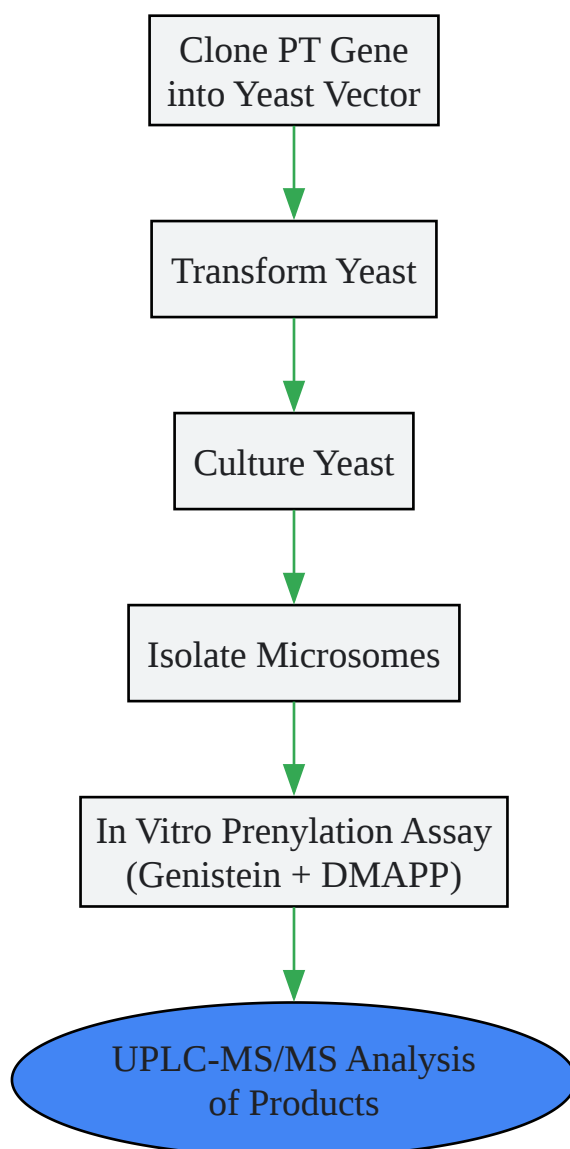 Clone PT Gene
into Yeast Vector
Transform Yeast
Culture Yeast
Isolate Microsomes
In Vitro Prenylation Assay
(Genistein + DMAPP)
UPLC-MS/MS Analysis
of Products